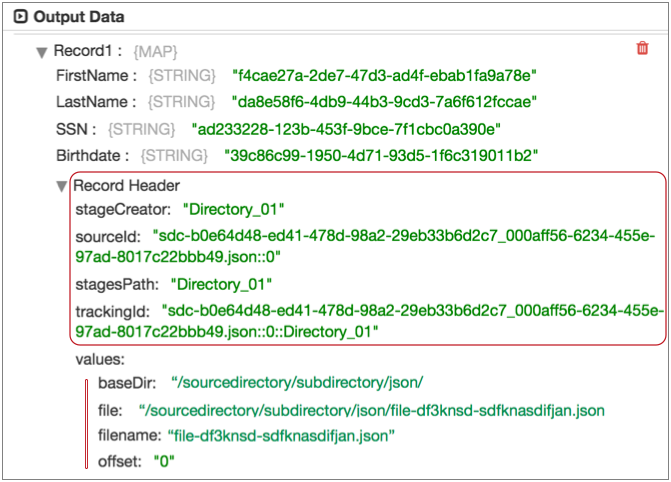 Output Data
Record1 : {MAP}
FirstName : {STRING} "f4cae27a-2de7-47d3-ad4f-ebab1fa9a78e"
LastName : {STRING} "da8e58f6-4db9-44b3-9cd3-7a6f612fccae"
SSN : {STRING} "ad233228-123b-453f-9bce-7f1cbc0a390e"
Birthdate : {STRING} "39c86c99-1950-4d71-93d5-1f6c319011b2"
Record Header
stageCreator: "Directory_01"
sourceId: "sdc-b0e64d48-ed41-478d-98a2-29eb33b6d2c7_000aff56-6234-455e-
97ad-8017c22bbb49.json::0"
stagesPath: "Directory_01"
trackingId: "sdc-b0e64d48-ed41-478d-98a2-29eb33b6d2c7_000aff56-6234-455e-
97ad-8017c22bbb49.json::0::Directory_01"
values:
baseDir: “/sourcedirectory/subdirectory/json/
file: “/sourcedirectory/subdirectory/json/file-df3knsd-sdfknasdifjan.json
filename: “file-df3knsd-sdfknasdifjan.json”
offset: "0"